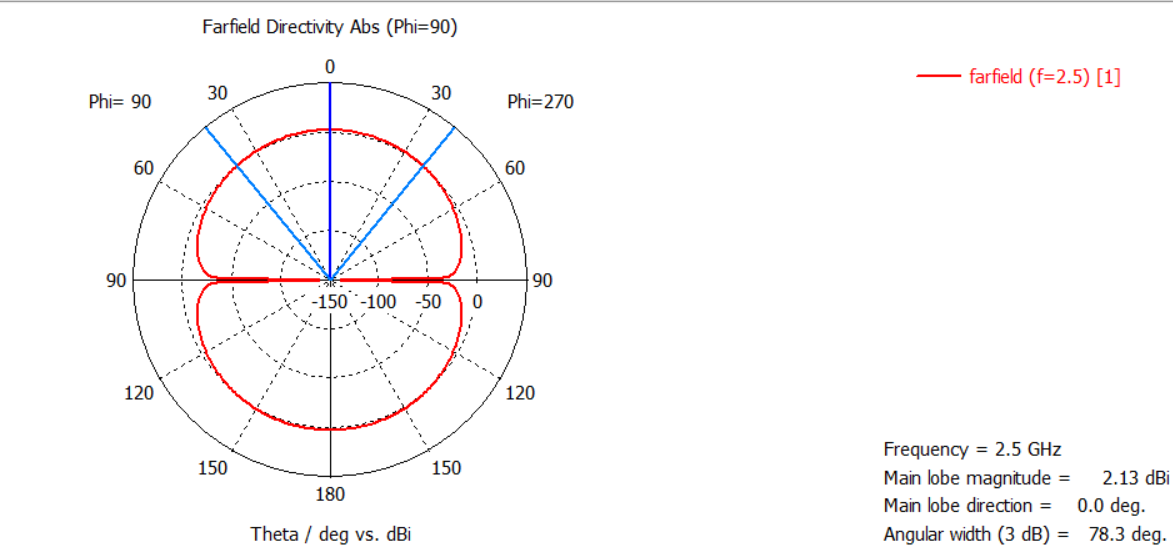 Farfield Directivity Abs (Phi=90)
farfield (f=2.5) [1]
0
30
30
Phi= 90
Phi=270
60
60
90
90
-150 -100 -50 0
120
120
150
150
180
Theta / deg vs. dBi
Frequency = 2.5 GHz
Main lobe magnitude = 2.13 dBi
Main lobe direction = 0.0 deg.
Angular width (3 dB) = 78.3 deg.